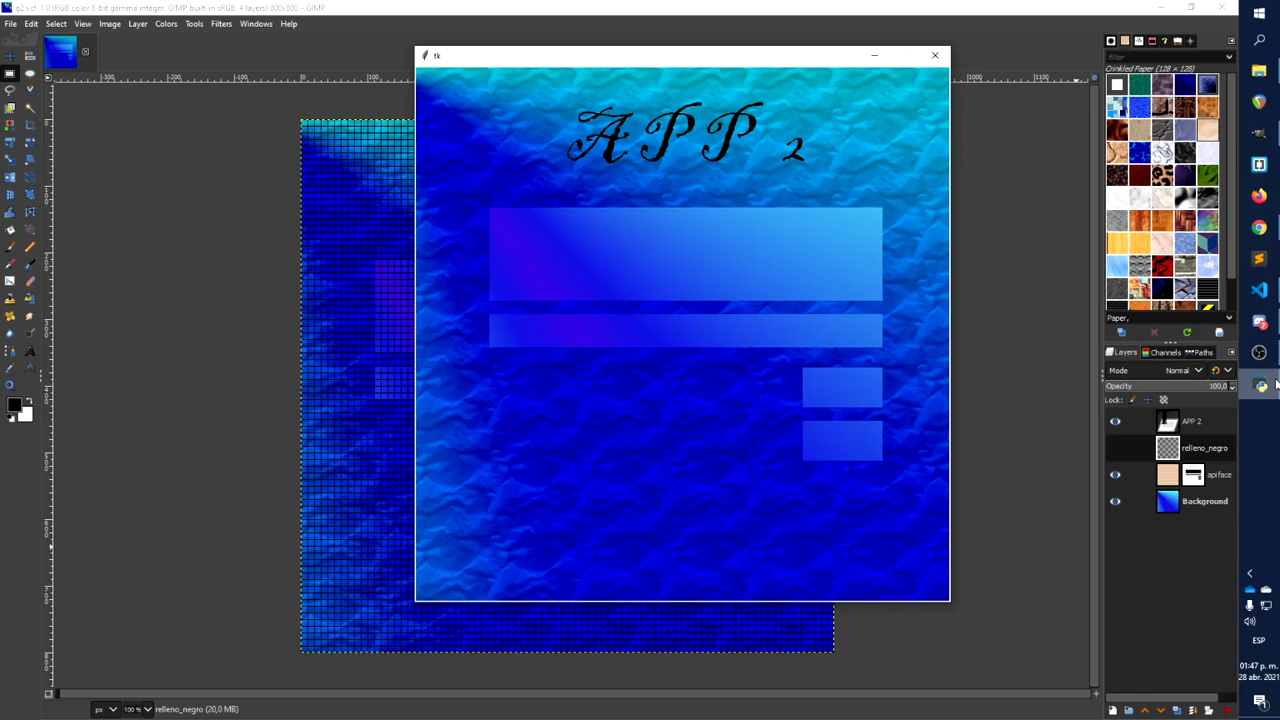 g2.xcf-1.0 (RGB color 8-bit gamma integer, GIMP built-in sRGB, 4 layers) 800x800 – GIMP
File Edit Select View Image Layer Colors Tools Filters Windows Help
tk
APP 2
filter
Crinkled Paper (128 × 128)
Paper,
Layers Channels Paths
Mode Normal
Opacity 100,0
Lock:
APP 2
relleno_negro
apiface
Background
px 100 % relleno_negro (20,0 MB)
ESP
01:47 p.m.
28 abr. 2021